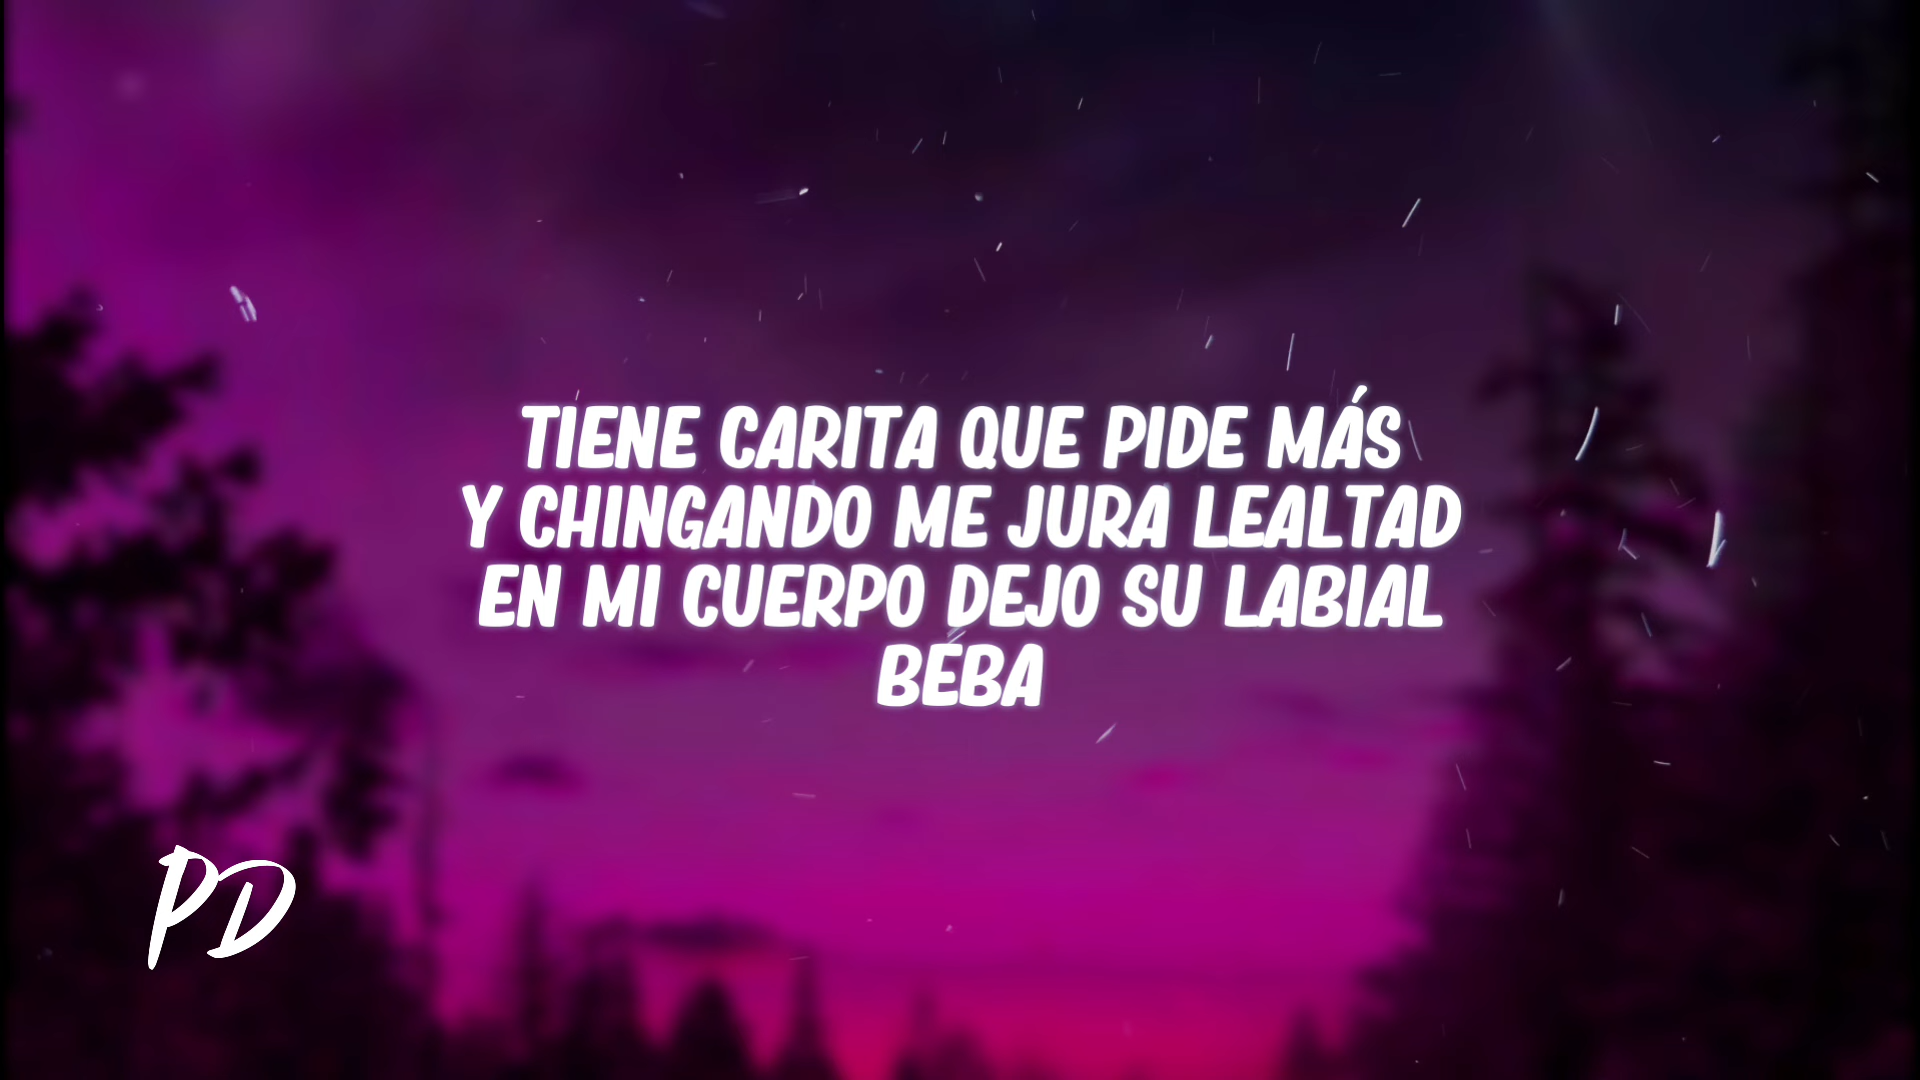 TIENE CARITA QUE PIDE MÁS
Y CHINGANDO ME JURA LEALTAD
EN MI CUERPO DEJO SU LABIAL
BEBA
PD